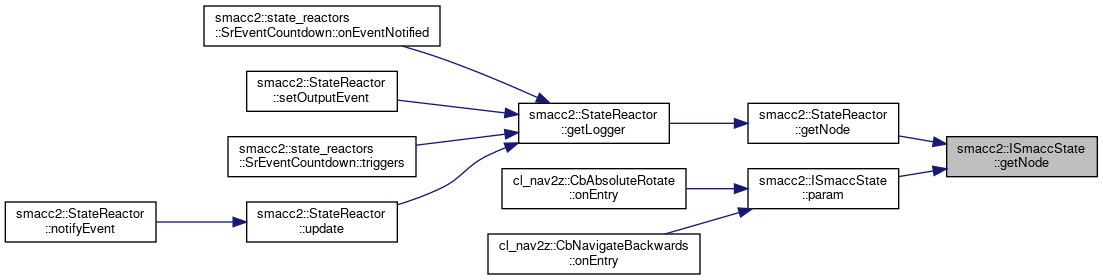 smacc2::state_reactors
::SrEventCountdown::onEventNotified
smacc2::StateReactor
::setOutputEvent
smacc2::StateReactor
::getLogger
smacc2::StateReactor
::getNode
smacc2::ISmaccState
::getNode
smacc2::state_reactors
::SrEventCountdown::triggers
cl_nav2z::CbAbsoluteRotate
::onEntry
smacc2::ISmaccState
::param
smacc2::StateReactor
::notifyEvent
smacc2::StateReactor
::update
cl_nav2z::CbNavigateBackwards
::onEntry